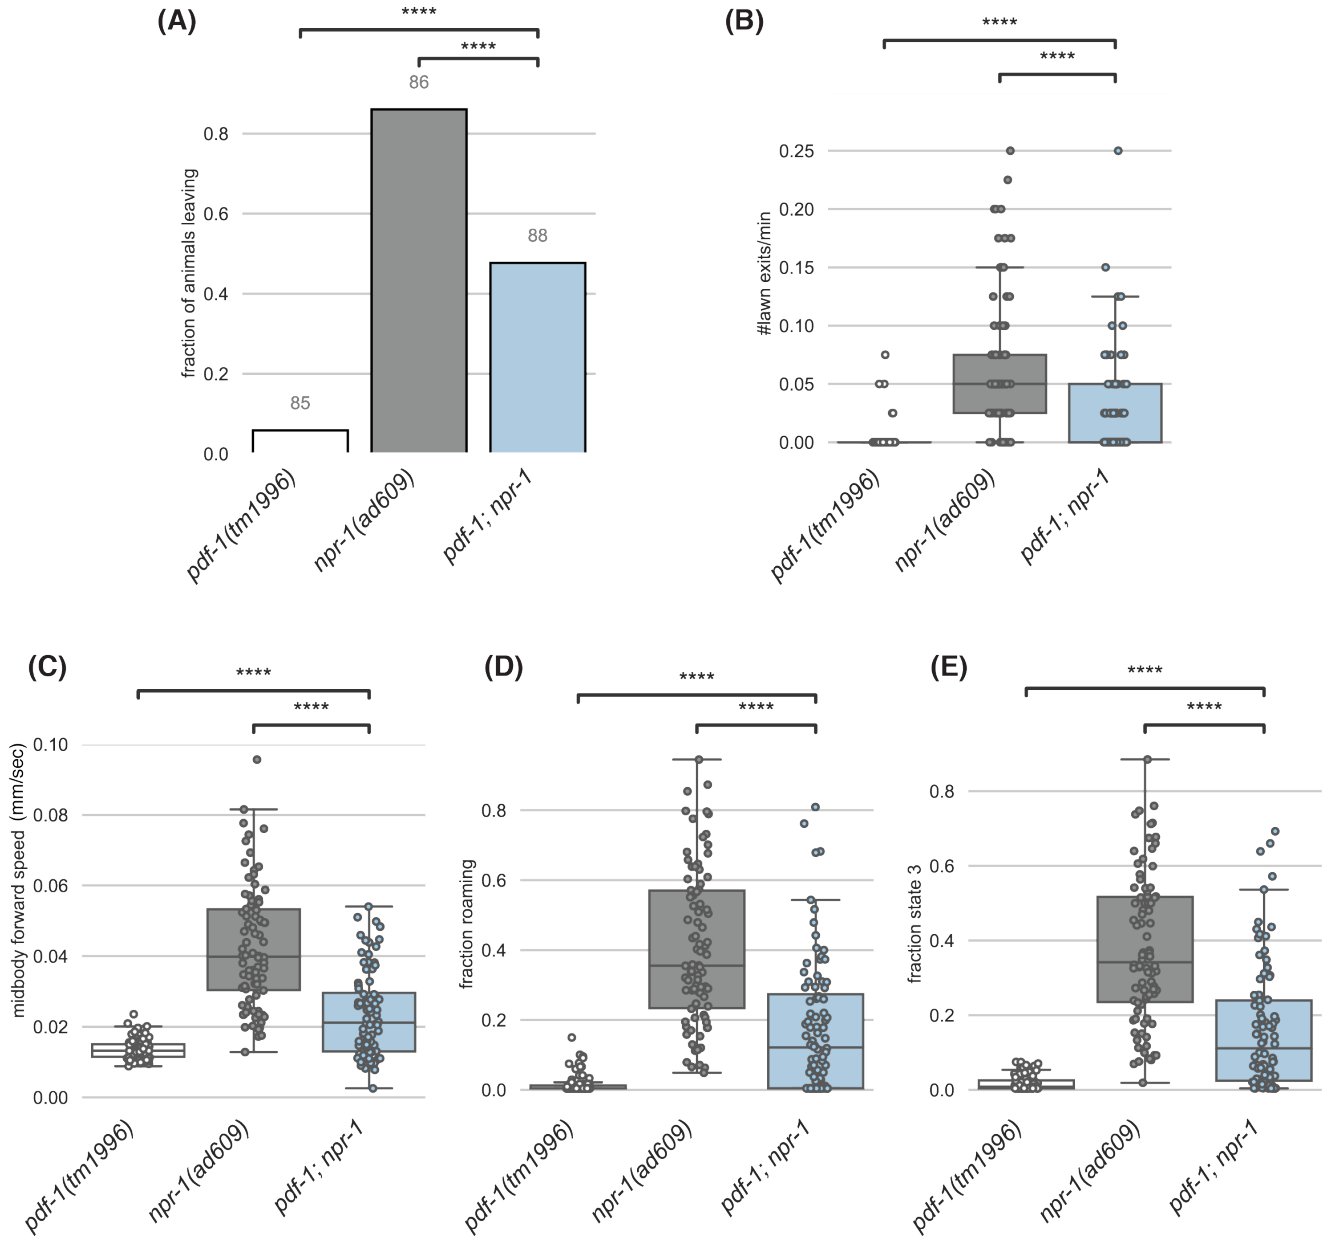 (A)
****
****
86
88
85
fraction of animals leaving
0.8
0.6
0.4
0.2
0.0
pdf-1(tm1996)
npr-1(ad609)
pdf-1; npr-1
(B)
****
****
#lawn exits/min
0.25
0.20
0.15
0.10
0.05
0.00
pdf-1(tm1996)
npr-1(ad609)
pdf-1; npr-1
(C)
****
****
midbody forward speed (mm/sec)
0.10
0.08
0.06
0.04
0.02
0.00
pdf-1(tm1996)
npr-1(ad609)
pdf-1; npr-1
(D)
****
****
fraction roaming
0.8
0.6
0.4
0.2
0.0
pdf-1(tm1996)
npr-1(ad609)
pdf-1; npr-1
(E)
****
****
fraction state 3
0.8
0.6
0.4
0.2
0.0
pdf-1(tm1996)
npr-1(ad609)
pdf-1; npr-1